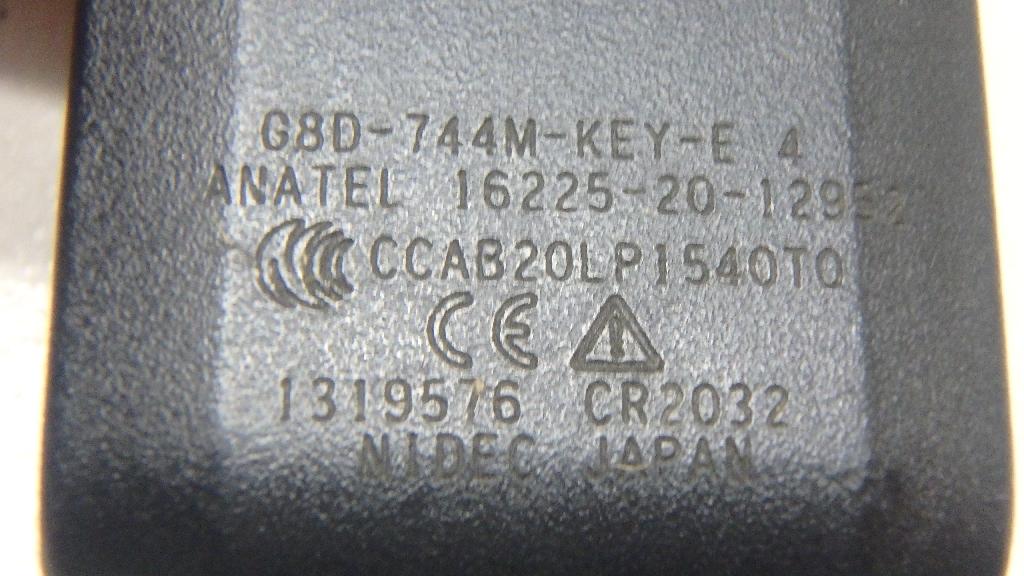 G8D-744M-KEY-E 4
ANATEL 16225-20-12952
CCAB20LP1540T0
CE
1319576 CR2032
NIDEC JAPAN